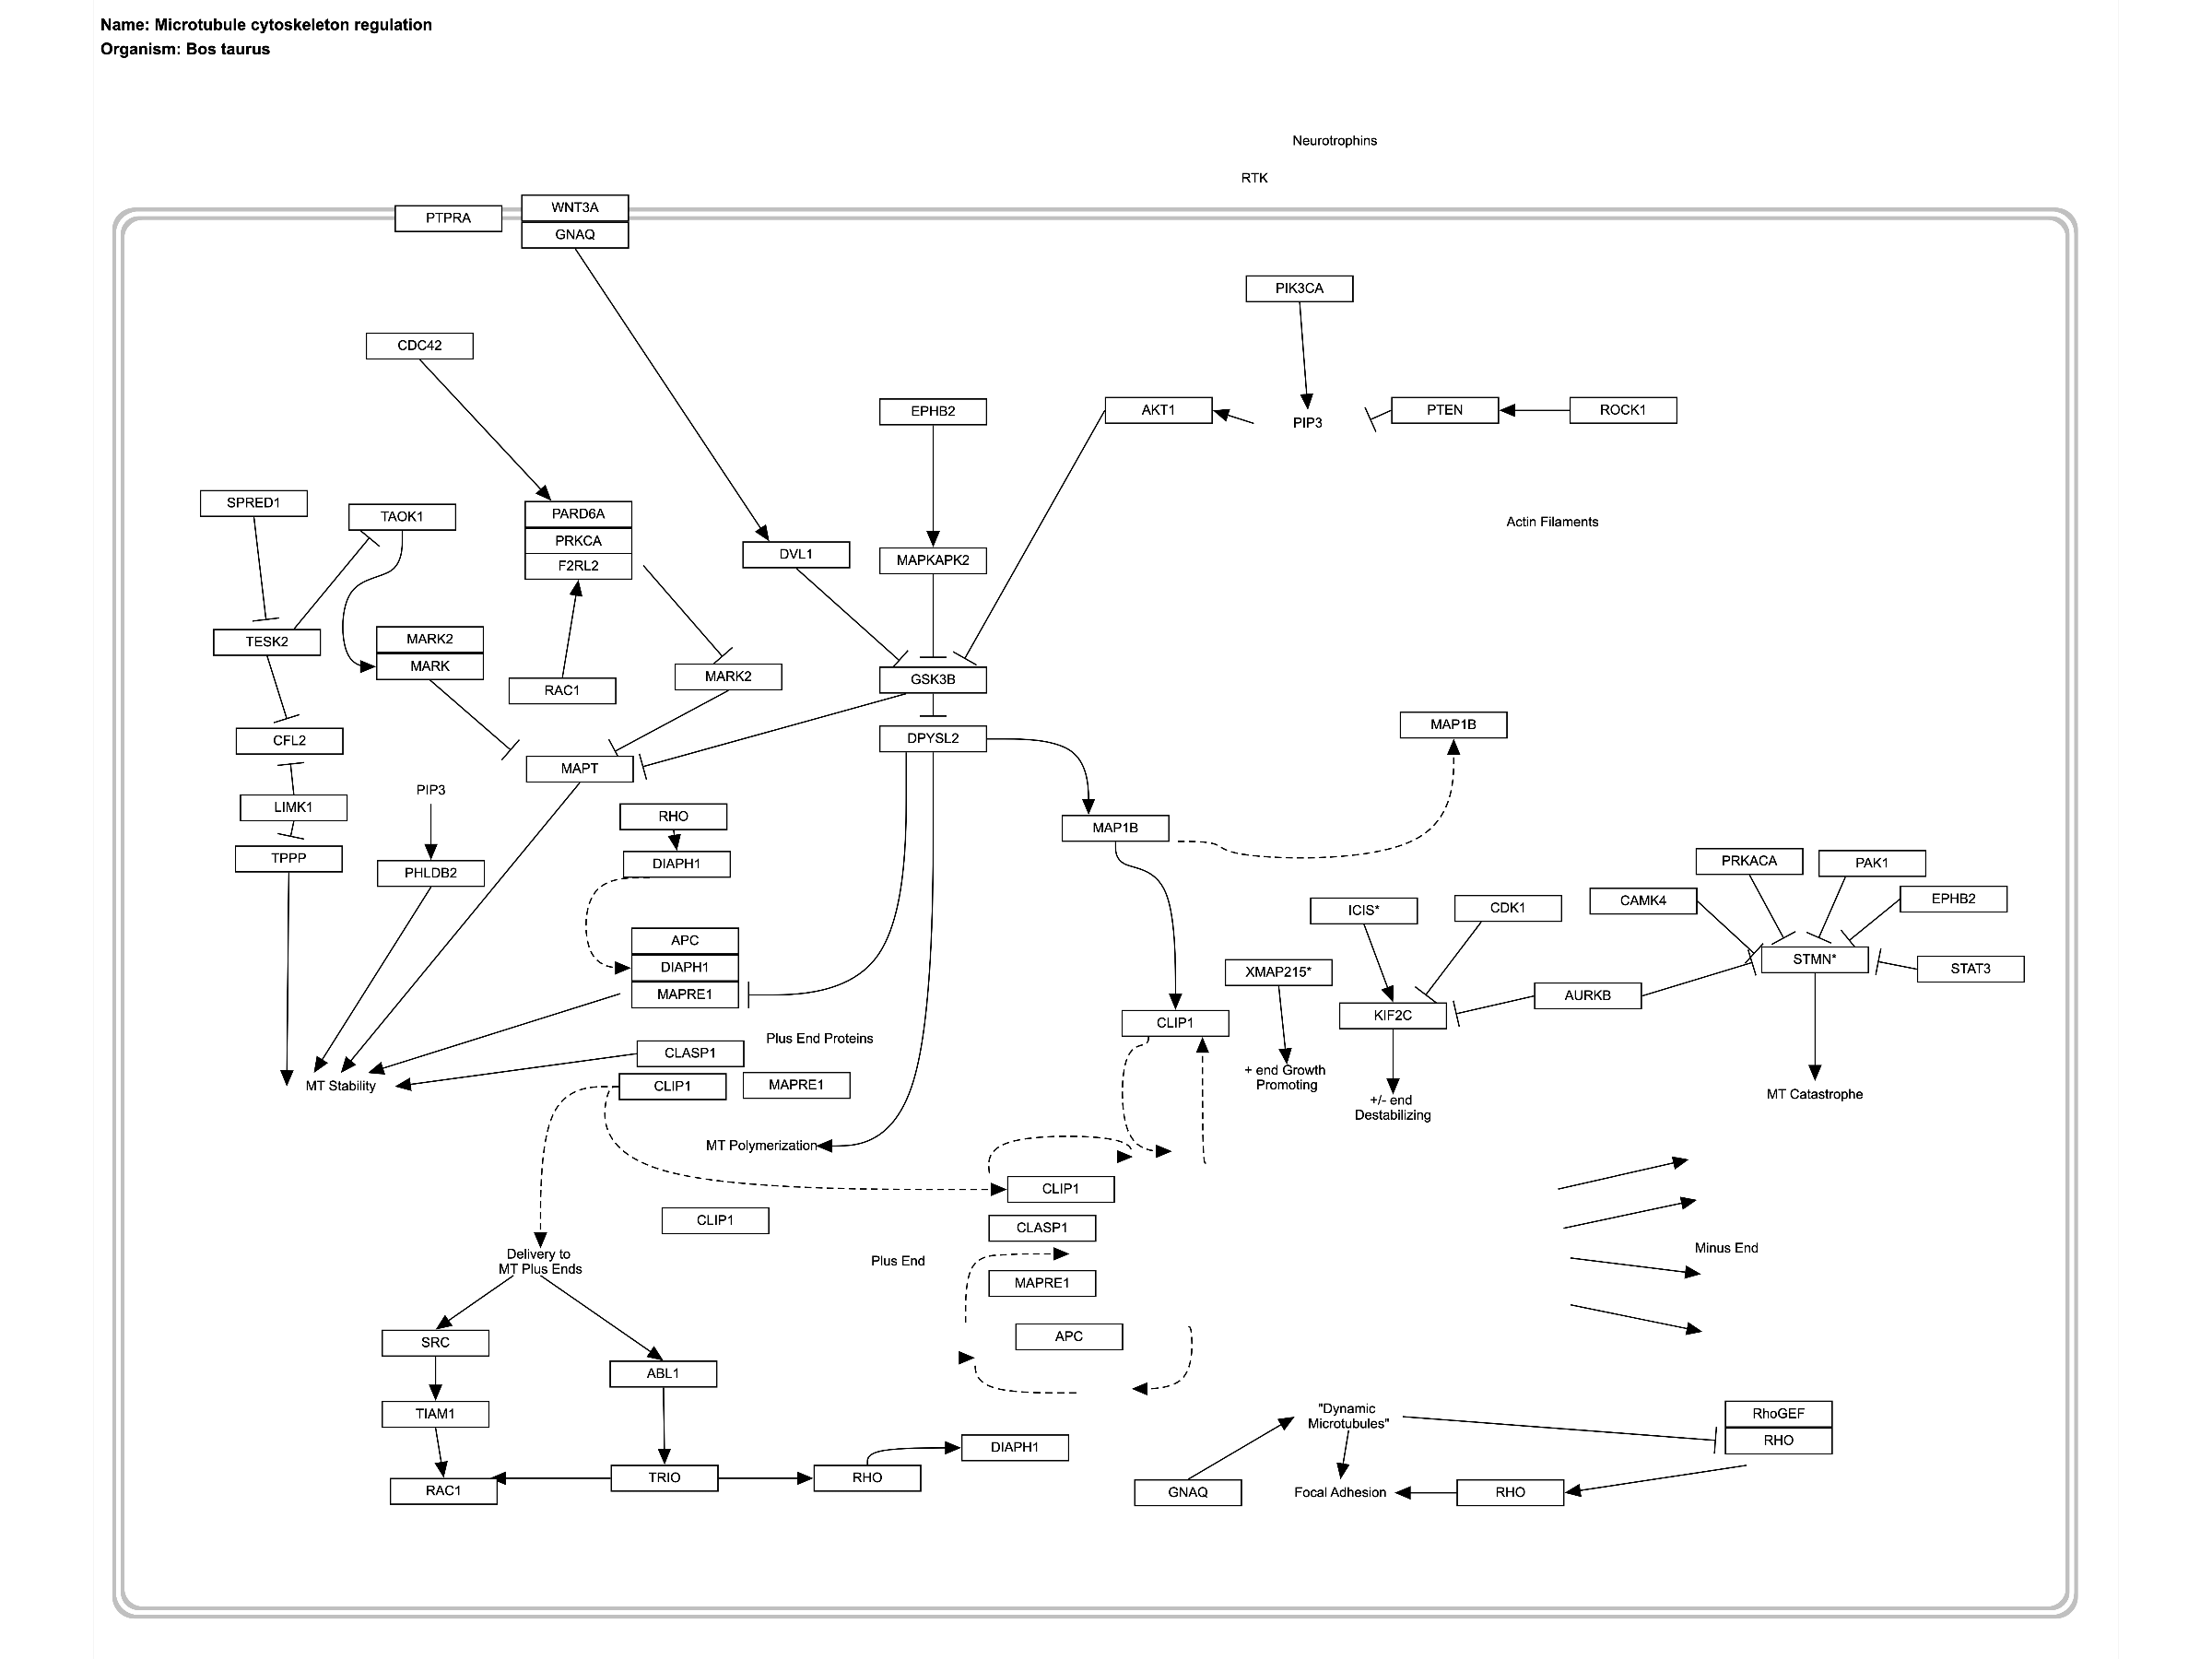 Name: Microtubule cytoskeleton regulation
Organism: Bos taurus
Neurotrophins
RTK
WNT3A
PTPRA
GNAQ
PIK3CA
CDC42
EPHB2
AKT1
PIP3
PTEN
ROCK1
SPRED1
TAOK1
PARD6A
PRKCA
F2RL2
Actin Filaments
DVL1
MAPKAPK2
TESK2
MARK2
MARK
RAC1
MARK2
GSK3B
CFL2
MAPT
DPYSL2
MAP1B
PIP3
LIMK1
RHO
MAP1B
TPPP
PHLDB2
DIAPH1
PRKACA
PAK1
CAMK4
EPHB2
ICIS*
CDK1
APC
DIAPH1
MAPRE1
XMAP215*
STMN*
STAT3
AURKB
KIF2C
CLIP1
Plus End Proteins
CLASP1
MT Stability
CLIP1
MAPRE1
+ end Growth
Promoting
+/- end
Destabilizing
MT Catastrophe
MT Polymerization
CLIP1
CLIP1
CLASP1
Delivery to
MT Plus Ends
Plus End
Minus End
MAPRE1
SRC
APC
ABL1
TIAM1
"Dynamic
Microtubules"
RhoGEF
RHO
DIAPH1
RAC1
TRIO
RHO
GNAQ
Focal Adhesion
RHO